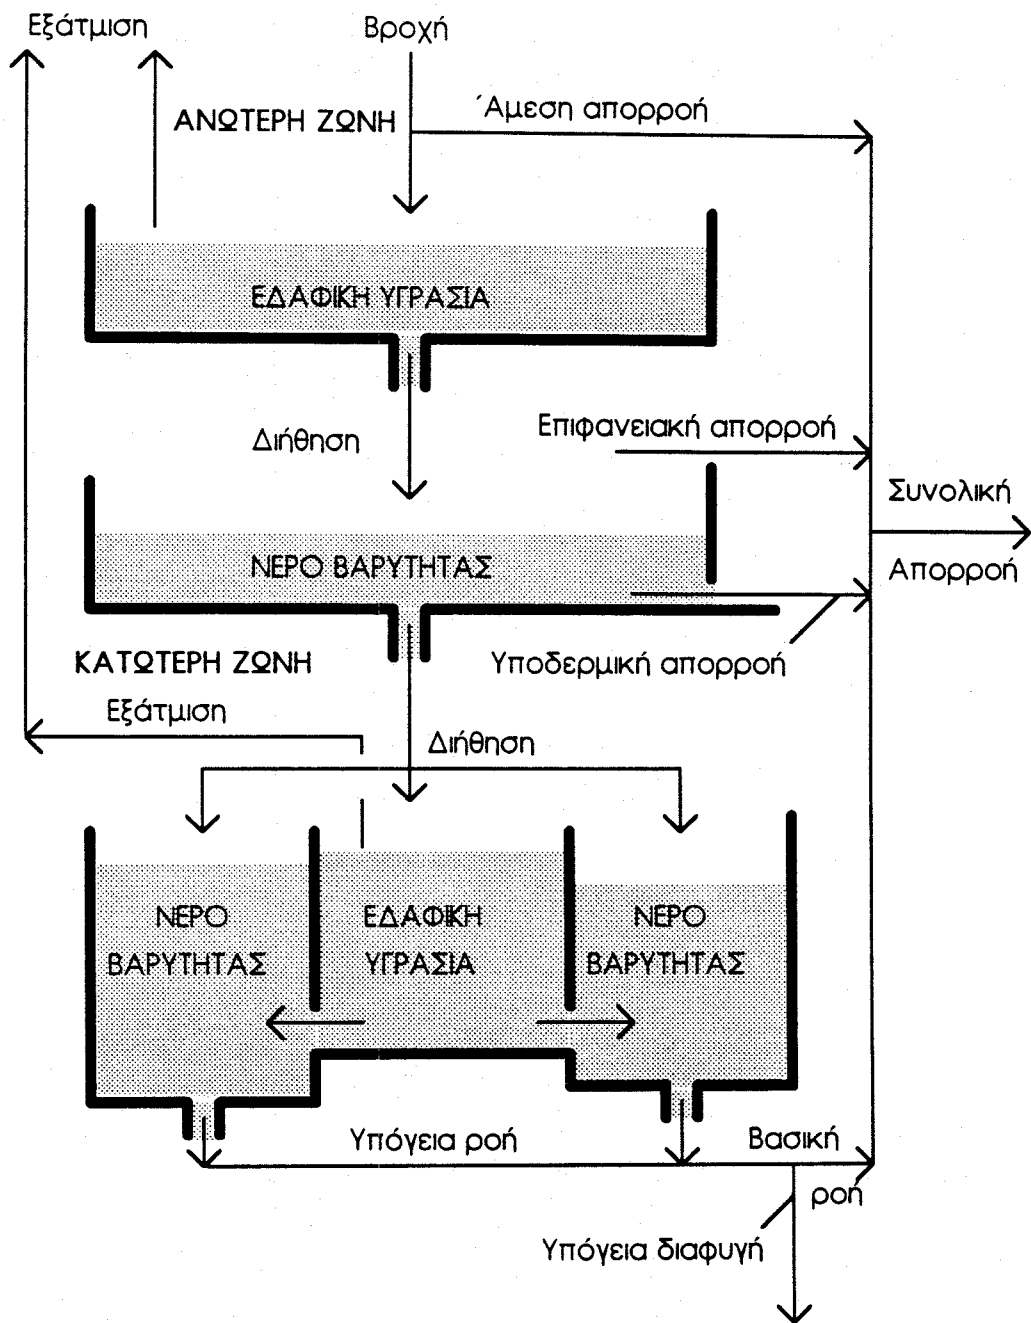 Εξάτμιση
Βροχή
Άμεση απορροή
ΑΝΩΤΕΡΗ ΖΩΝΗ
ΕΔΑΦΙΚΗ ΥΓΡΑΣΙΑ
Επιφανειακή απορροή
Διήθηση
Συνολική
ΝΕΡΟ ΒΑΡΥΤΗΤΑΣ
Απορροή
ΚΑΤΩΤΕΡΗ ΖΩΝΗ
Υποδερμική απορροή
Εξάτμιση
Διήθηση
ΝΕΡΟ
ΒΑΡΥΤΗΤΑΣ
ΕΔΑΦΙΚΗ
ΥΓΡΑΣΙΑ
ΝΕΡΟ
ΒΑΡΥΤΗΤΑΣ
Υπόγεια ροή
Βασική
ροή
Υπόγεια διαφυγή